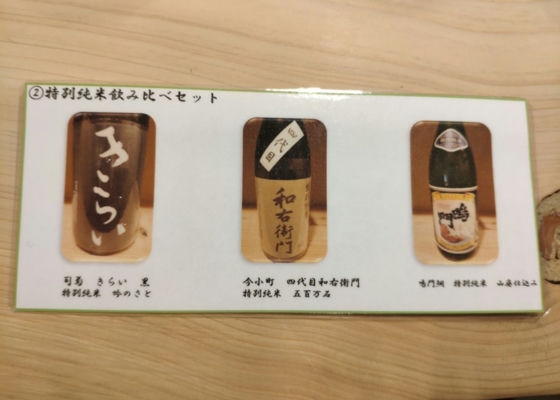 ②特別純米飲み比べセット
きらい
四代目
和右衛門
鳴門
司菊 きらい 黒
特別純米 吟のさと
今小町 四代目和右衛門
特別純米 五百万石
鳴門鯛 特別純米 山廃仕込み